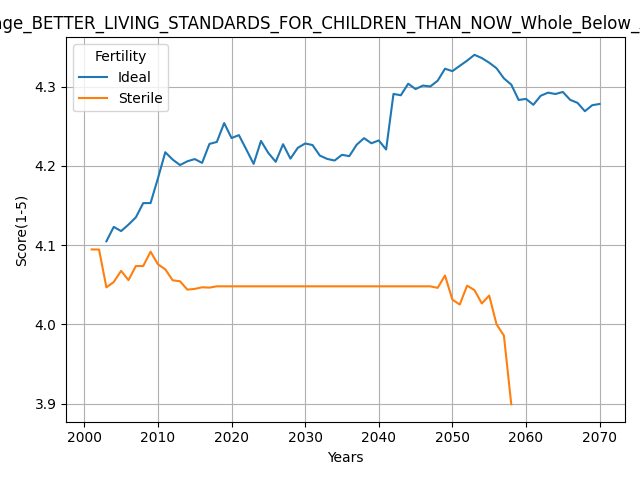 BETTER_LIVING_STANDARDS_FOR_CHILDREN_THAN_NOW_Whole_Below_
Fertility
Ideal
Sterile
Score(1-5)
4.3
4.2
4.1
4.0
3.9
2000 2010 2020 2030 2040 2050 2060 2070
Years